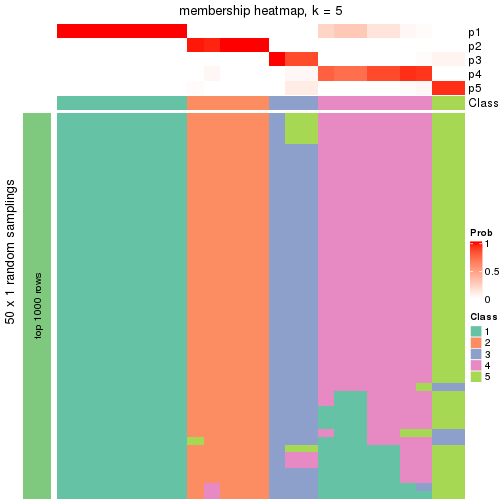 membership heatmap, k = 5
p1
p2
p3
p4
p5
Class
50 x 1 random samplings
top 1000 rows
Prob
1
0.5
0
Class
1
2
3
4
5